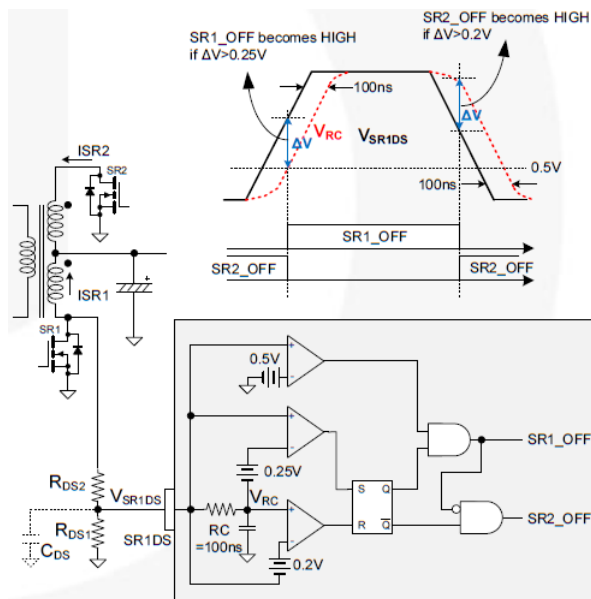 SR2_OFF becomes HIGH
if ΔV>0.2V
SR1_OFF becomes HIGH
if ΔV>0.25V
100ns
ΔV
VRC
VSR1DS
ΔV
0.5V
100ns
SR1_OFF
SR2_OFF
SR2_OFF
ISR2
SR2
ISR1
SR1
RDS2
VSR1DS
RDS1
SR1DS
CDS
0.5V
+
-
+
-
0.25V
VRC
RC
=100ns
+
-
0.2V
S
Q
R
Q
SR1_OFF
SR2_OFF
+